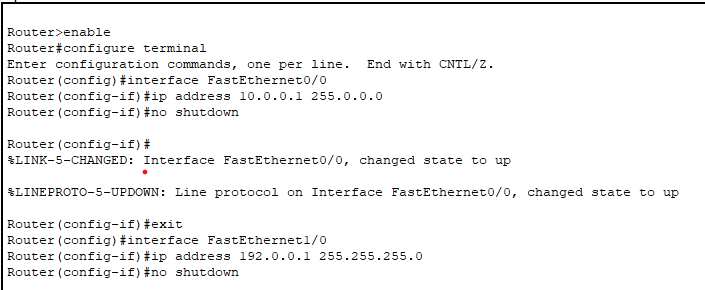 Router>enable
Router#configure terminal
Enter configuration commands, one per line.  End with CNTL/Z.
Router(config)#interface FastEthernet0/0
Router(config-if)#ip address 10.0.0.1 255.0.0.0
Router(config-if)#no shutdown
Router(config-if)#
%LINK-5-CHANGED: Interface FastEthernet0/0, changed state to up
%LINEPROTO-5-UPDOWN: Line protocol on Interface FastEthernet0/0, changed state to up
Router(config-if)#exit
Router(config)#interface FastEthernet1/0
Router(config-if)#ip address 192.0.0.1 255.255.255.0
Router(config-if)#no shutdown